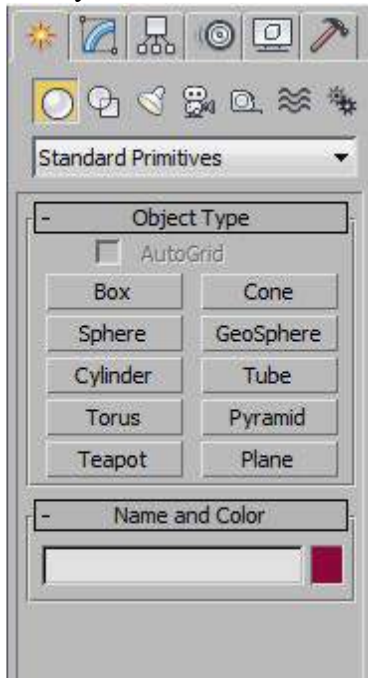 Standard Primitives
- Object Type
AutoGrid
Box Cone
Sphere GeoSphere
Cylinder Tube
Torus Pyramid
Teapot Plane
- Name and Color